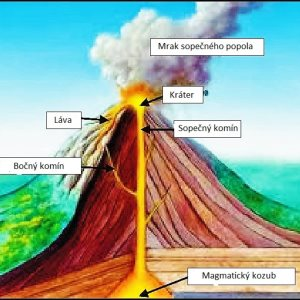 Mrak sopečného popola
Kráter
Láva
Sopečný komín
Bočný komín
Magmatický kozub